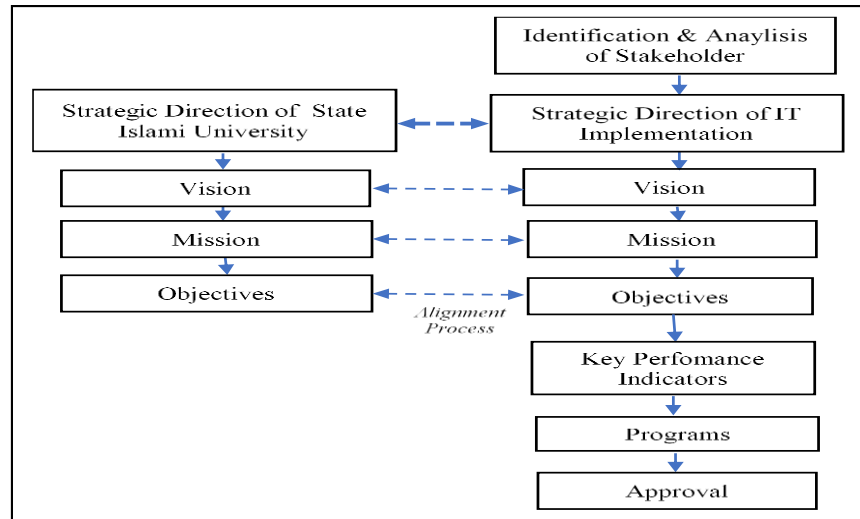 Identification & Anaylisis
of Stakeholder
Strategic Direction of State
Islami University
Strategic Direction of IT
Implementation
Vision
Vision
Mission
Mission
Objectives
Objectives
Alignment
Process
Key Perfomance
Indicators
Programs
Approval